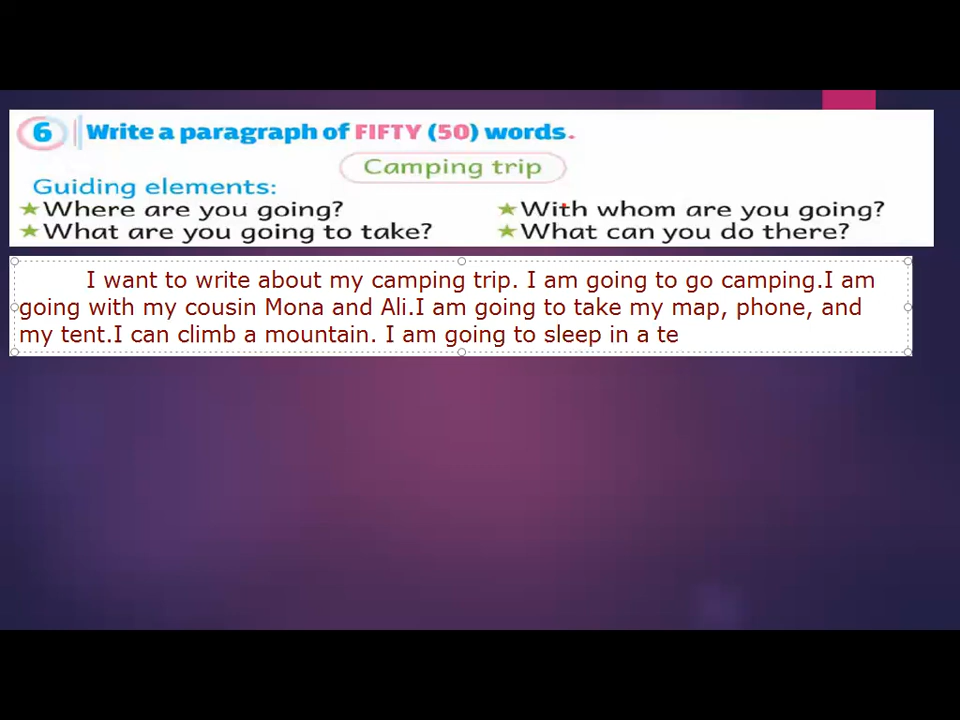 6 Write a paragraph of FIFTY (50) words.
Camping trip
Guiding elements:
★Where are you going? ★With whom are you going?
★What are you going to take? ★What can you do there?
I want to write about my camping trip. I am going to go camping.I am
going with my cousin Mona and Ali.I am going to take my map, phone, and
my tent.I can climb a mountain. I am going to sleep in a te